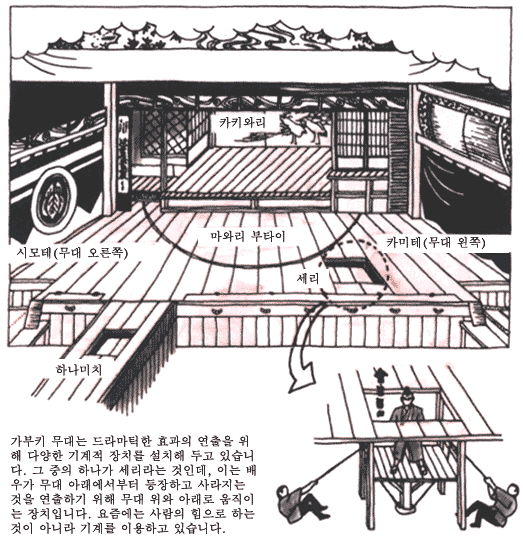 카키와리
마와리 부타이
시모테(무대 오른쪽)
카미테(무대 왼쪽)
세리
하나미치
가부키 무대는 드라마틱한 효과의 연출을 위
해 다양한 기계적 장치를 설치해 두고 있습니
다. 그 중의 하나가 세리라는 것인데, 이는 배
우가 무대 아래에서부터 등장하고 사라지는
것을 연출하기 위해 무대 위와 아래로 움직이
는 장치입니다. 요즘에는 사람의 힘으로 하는
것이 아니라 기계를 이용하고 있습니다.